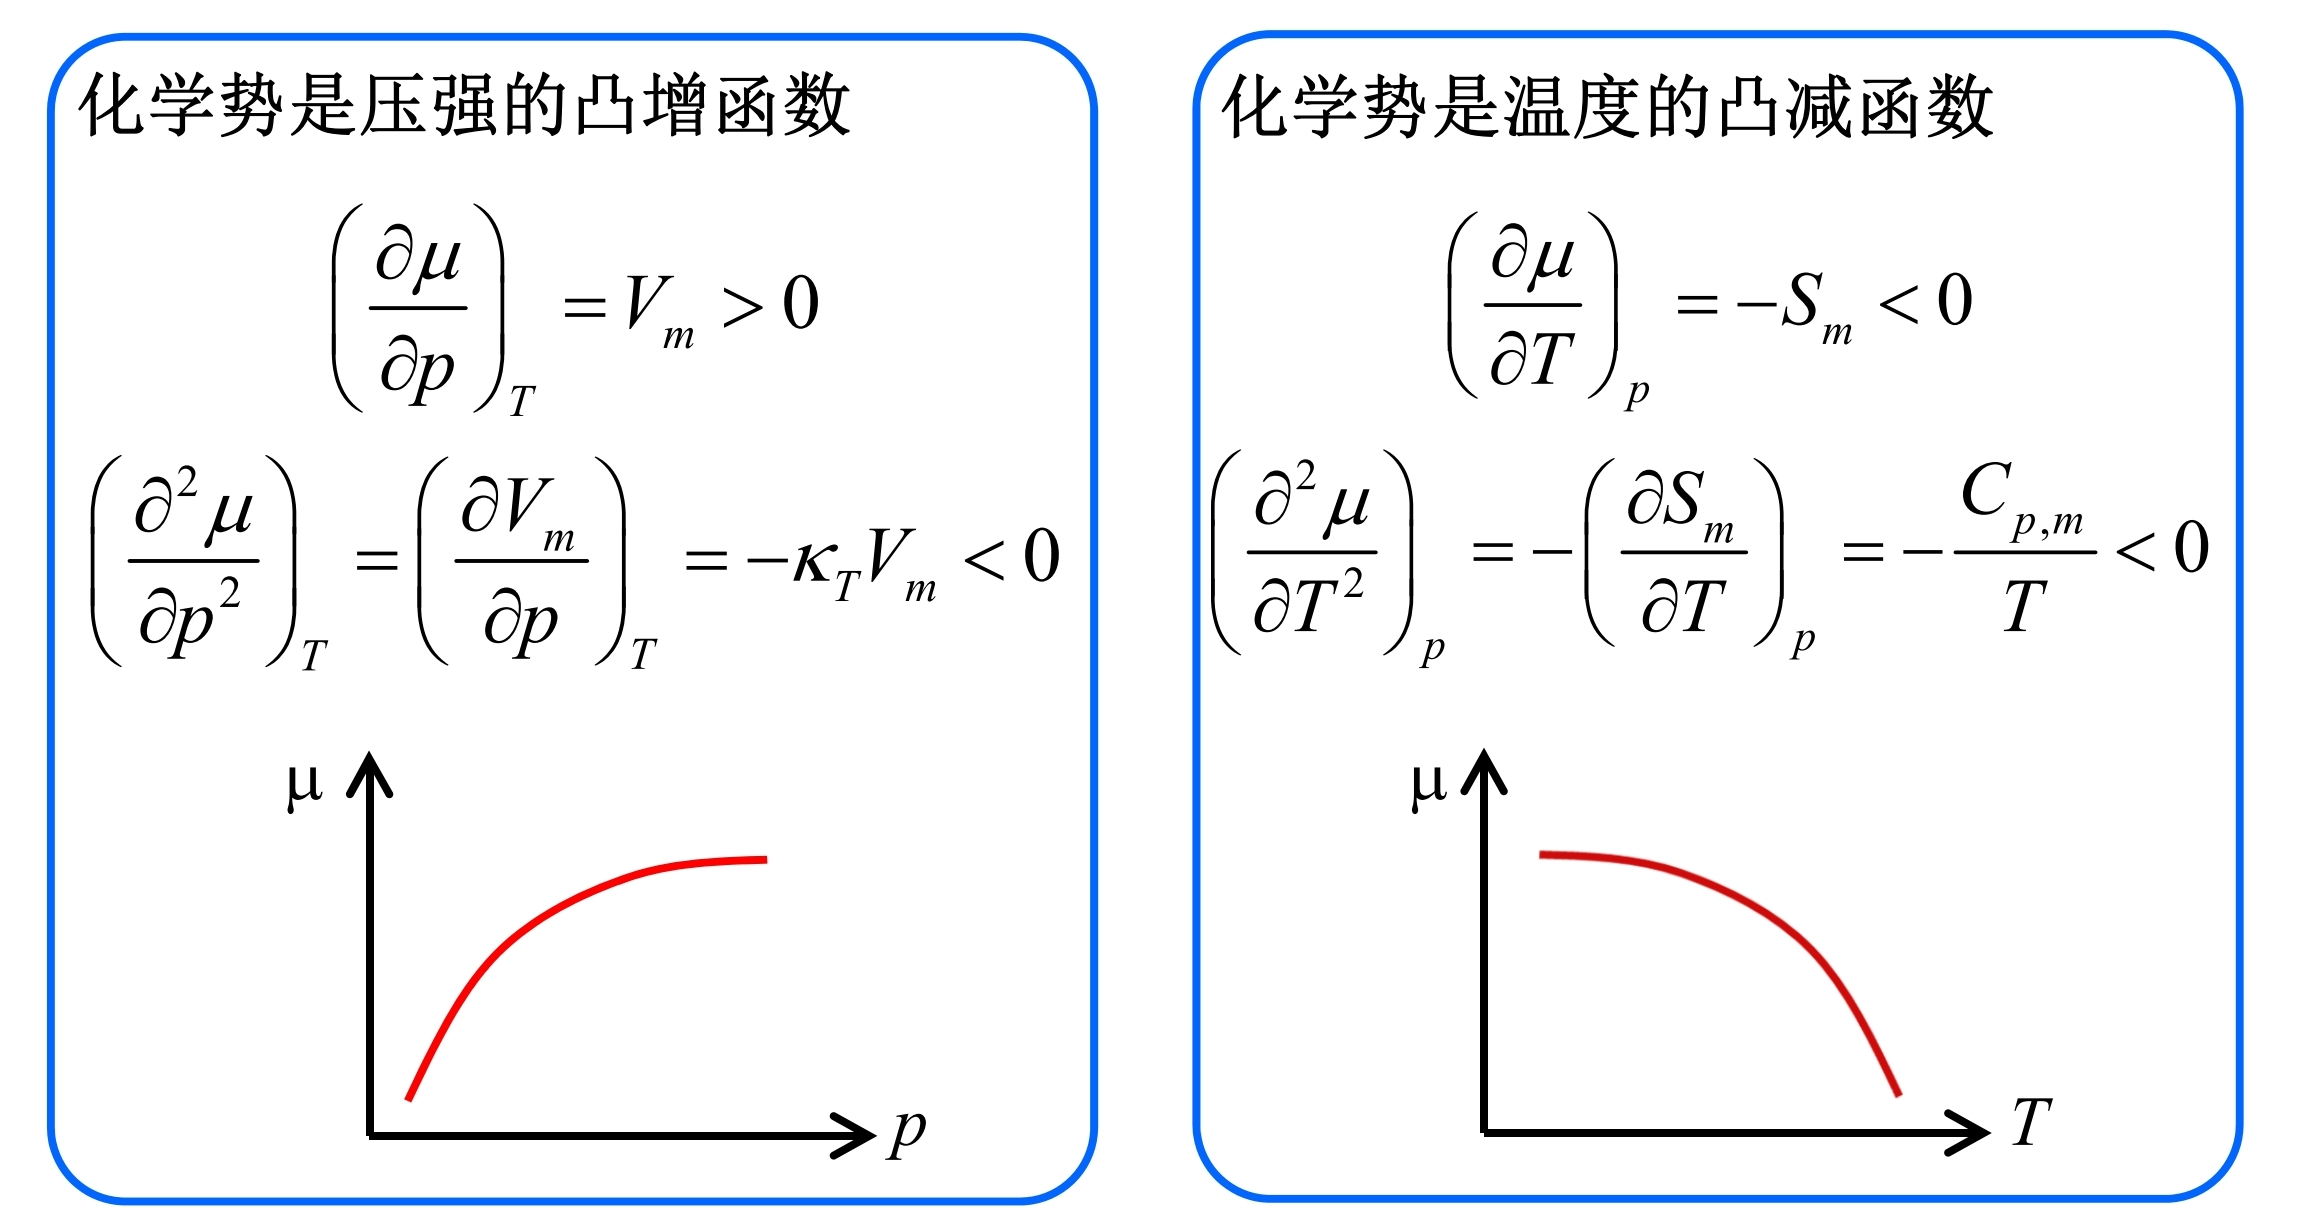 化学势是压强的凸增函数
$\left(\frac{\partial \mu}{\partial p}\right)_T = V_m > 0$
$\left(\frac{\partial^2 \mu}{\partial p^2}\right)_T = \left(\frac{\partial V_m}{\partial p}\right)_T = -\kappa_T V_m < 0$
μ
p
化学势是温度的凸减函数
$\left(\frac{\partial \mu}{\partial T}\right)_p = -S_m < 0$
$\left(\frac{\partial^2 \mu}{\partial T^2}\right)_p = -\left(\frac{\partial S_m}{\partial T}\right)_p = -\frac{C_{p,m}}{T} < 0$
μ
T